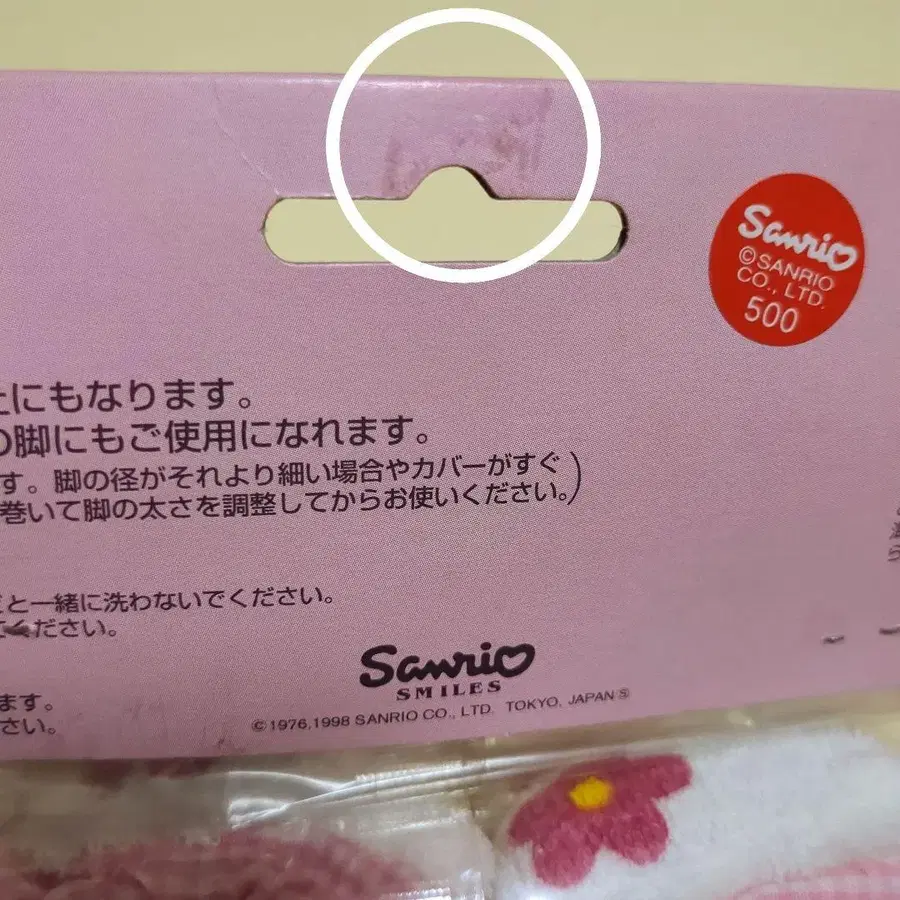 Sanrio
©SANRIO
CO., LTD.
500
にもなります。
の脚にもご使用になれます。
す。脚の径がそれより細い場合やカバーがすぐ
巻いて脚の太さを調整してからお使いください。)
と一緒に洗わないでください。
ください。
ます。
さい。
Sanrio
SMILES
©1976,1998 SANRIO CO., LTD. TOKYO, JAPAN Ⓢ